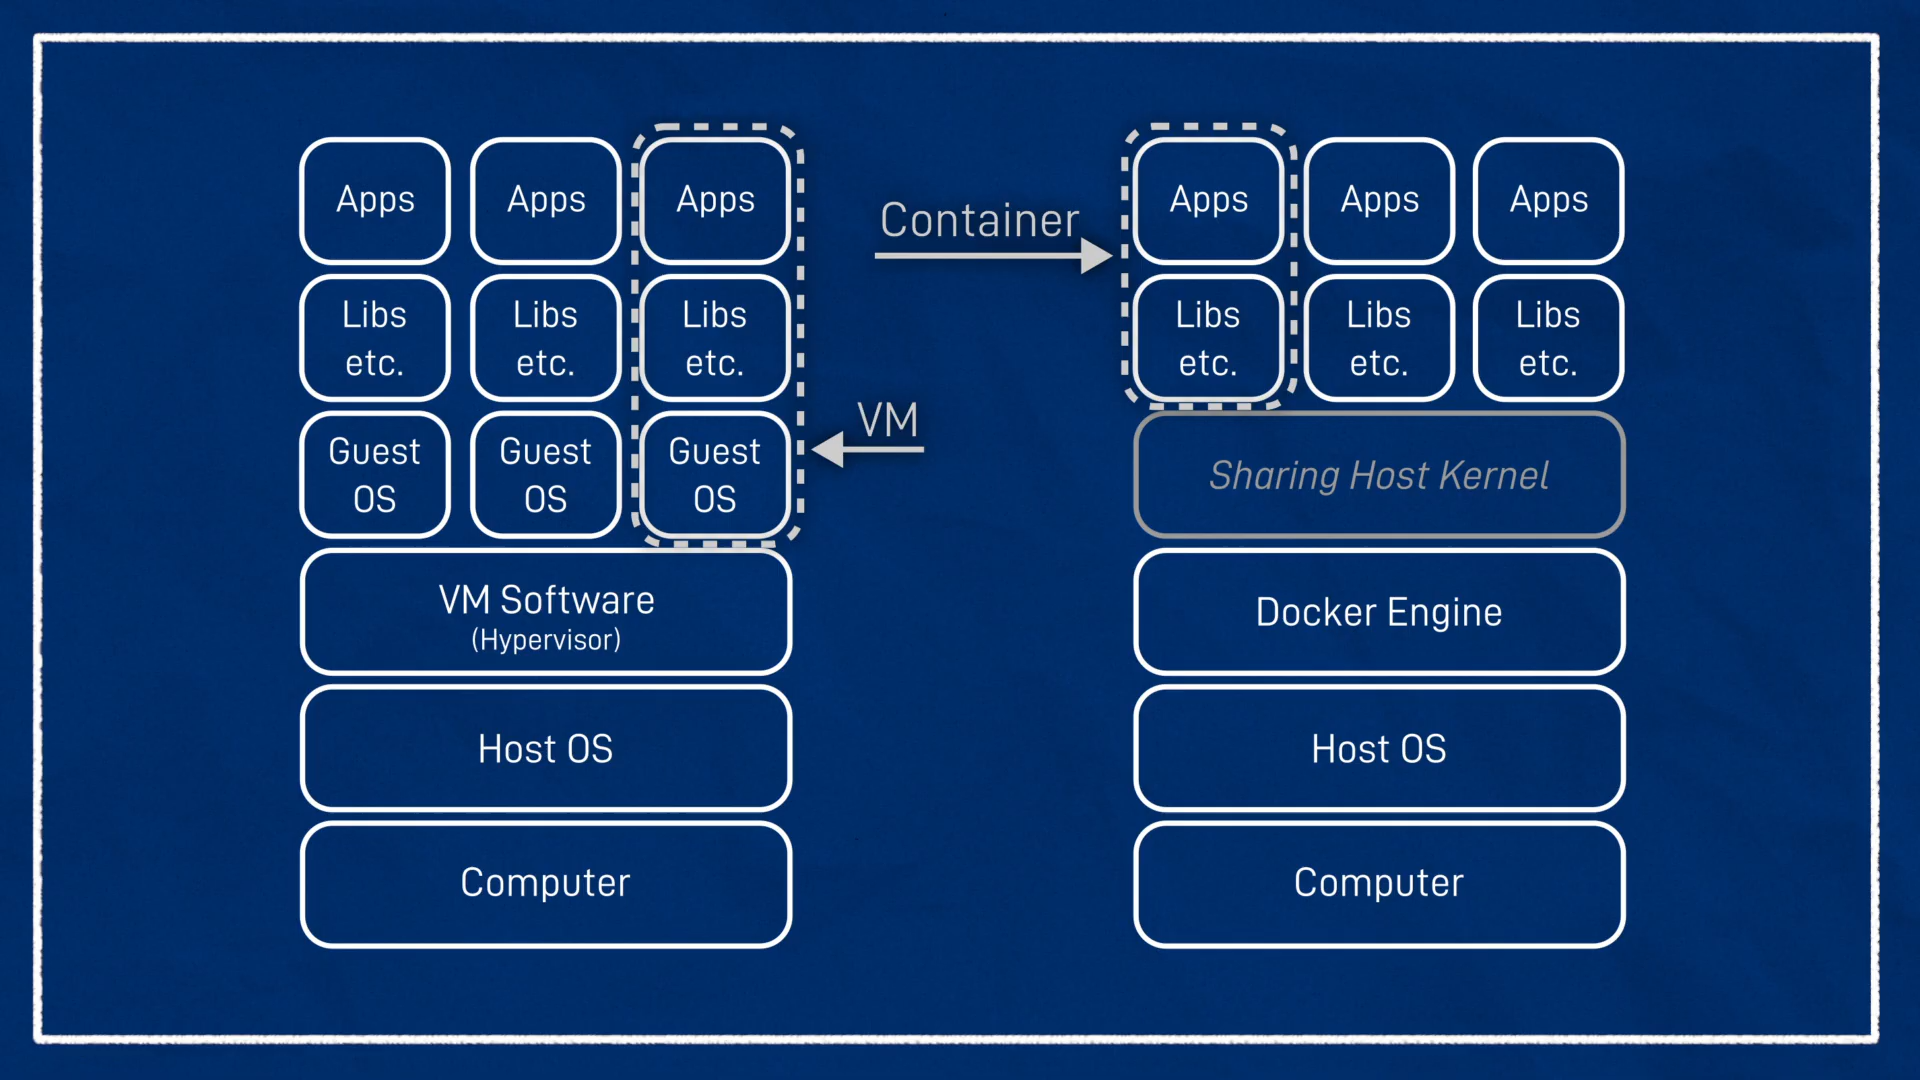 Apps
Apps
Apps
Libs
etc.
Libs
etc.
Libs
etc.
Guest
OS
Guest
OS
Guest
OS
VM Software
(Hypervisor)
Host OS
Computer
Container
VM
Apps
Apps
Apps
Libs
etc.
Libs
etc.
Libs
etc.
Sharing Host Kernel
Docker Engine
Host OS
Computer